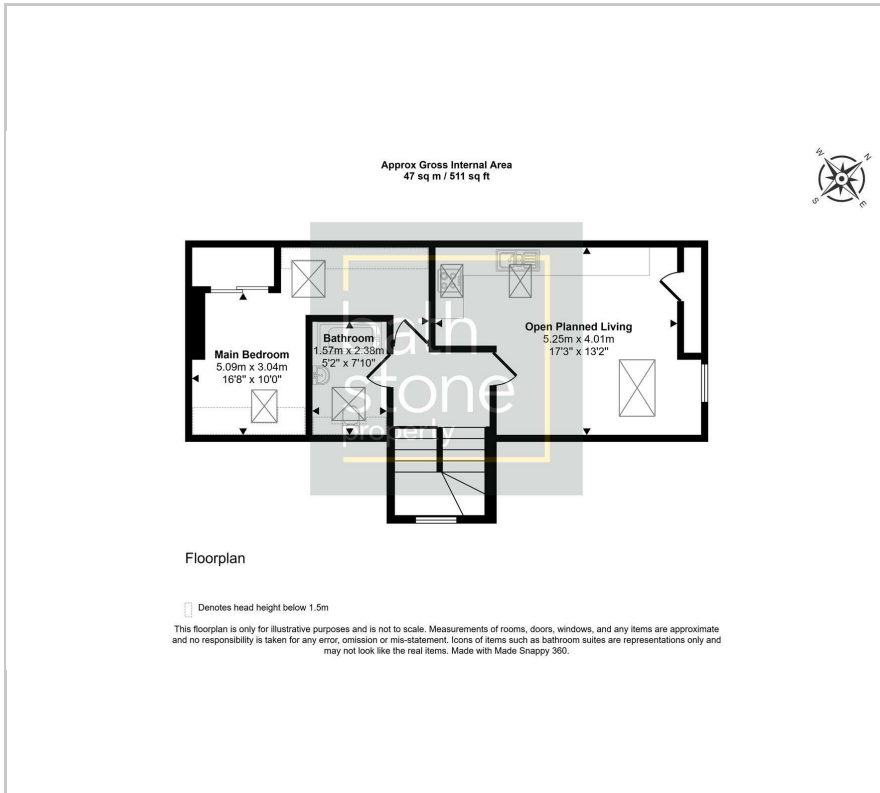 Approx Gross Internal Area
47 sq m / 511 sq ft
W N
S E
Main Bedroom
5.09m x 3.04m
16'8" x 10'0"
Bathroom
1.57m x 2.38m
5'2" x 7'10"
Open Planned Living
5.25m x 4.01m
17'3" x 13'2"
bath
stone
property
Floorplan
Denotes head height below 1.5m
This floorplan is only for illustrative purposes and is not to scale. Measurements of rooms, doors, windows, and any items are approximate
and no responsibility is taken for any error, omission or mis-statement. Icons of items such as bathroom suites are representations only and
may not look like the real items. Made with Made Snappy 360.